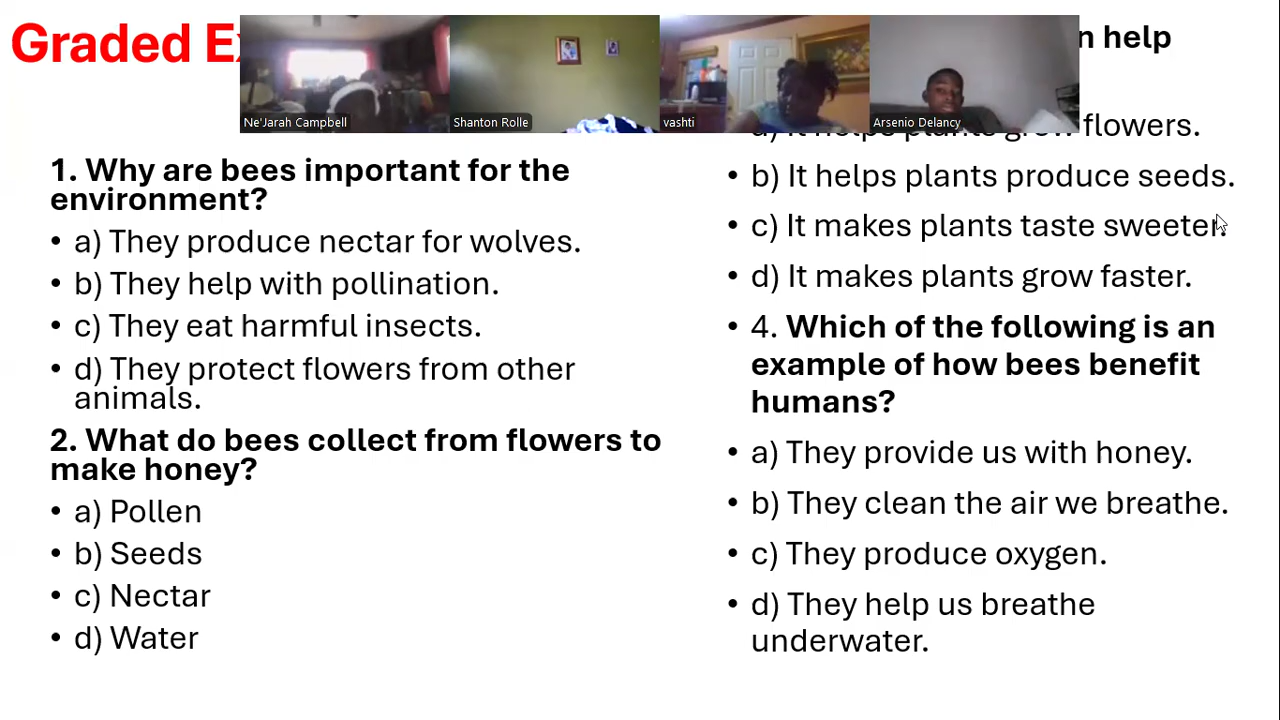 Graded
Ne'Jarah Campbell
Shanton Rolle
vashti
Arsenio Delancy
1. Why are bees important for the
environment?
• a) They produce nectar for wolves.
• b) They help with pollination.
• c) They eat harmful insects.
• d) They protect flowers from other
animals.
2. What do bees collect from flowers to
make honey?
• a) Pollen
• b) Seeds
• c) Nectar
• d) Water
help
a) It helps plants grow flowers.
• b) It helps plants produce seeds.
• c) It makes plants taste sweeter.
• d) It makes plants grow faster.
• 4. Which of the following is an
example of how bees benefit
humans?
• a) They provide us with honey.
• b) They clean the air we breathe.
• c) They produce oxygen.
• d) They help us breathe
underwater.